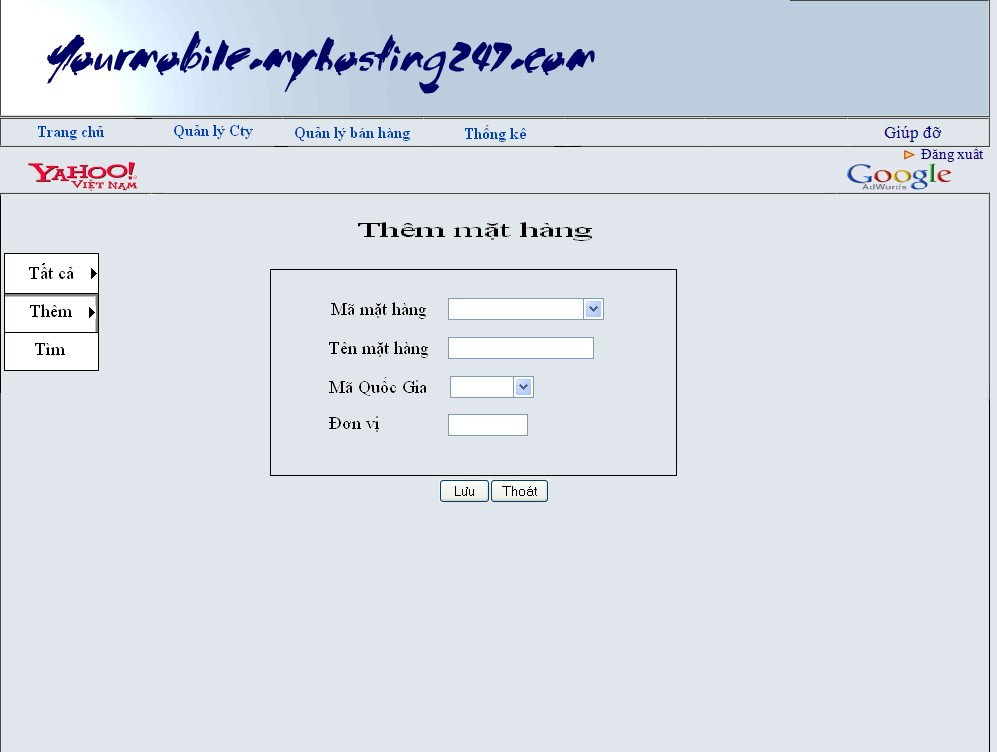 Yourmobile.myhosting247.com
Trang chủ Quản lý Cty Quản lý bán hàng Thống kê Giúp đỡ
Đăng xuất
YAHOO!
VIỆT NAM
Google
AdWords
Thêm mặt hàng
Tất cả
Thêm
Tìm
Mã mặt hàng
Tên mặt hàng
Mã Quốc Gia
Đơn vị
Lưu Thoát